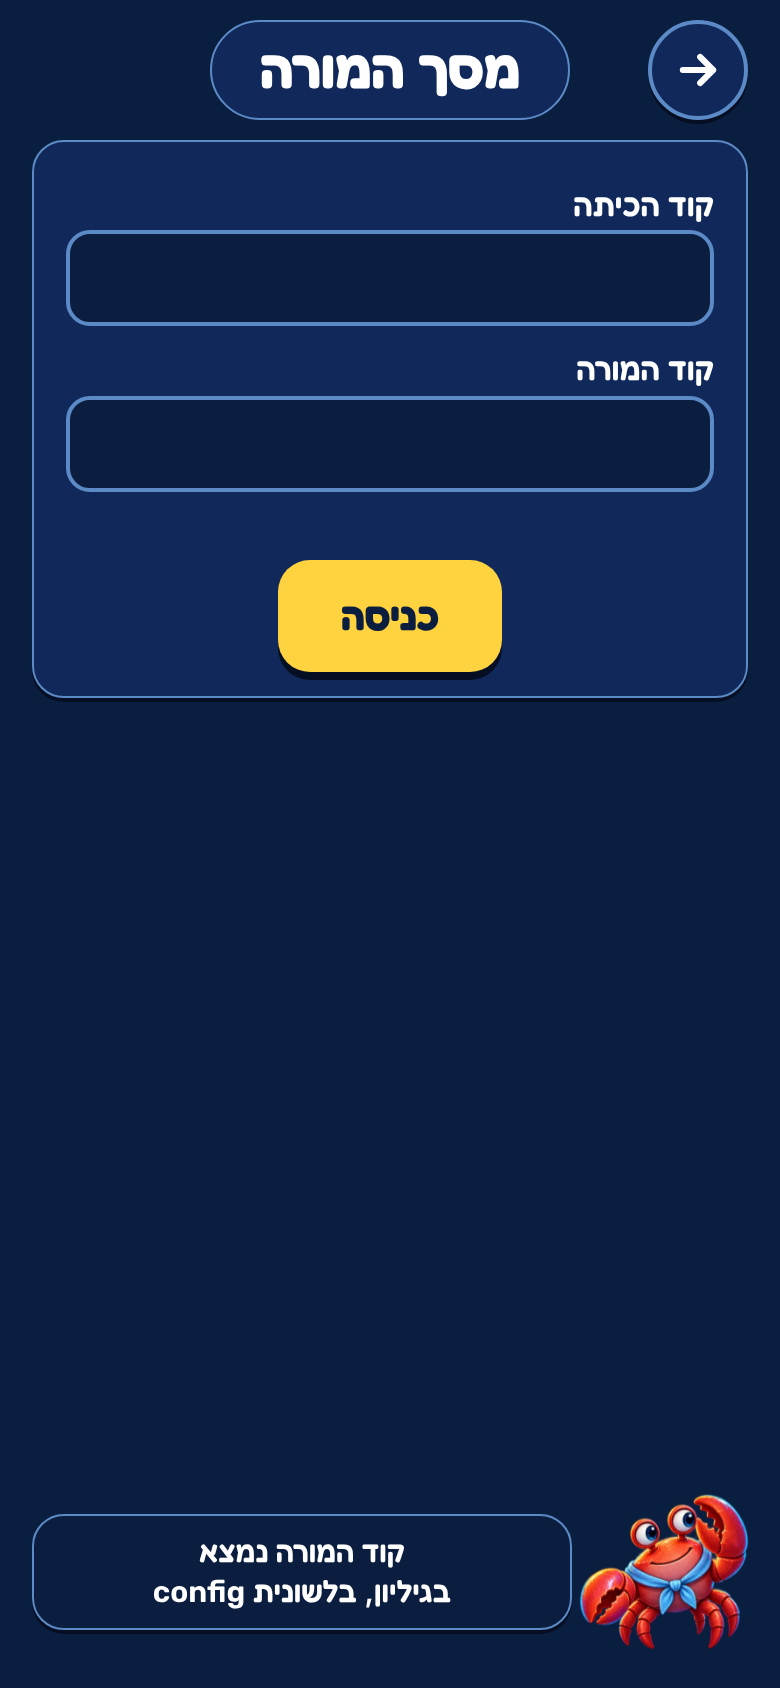 מסך המורה
קוד הכיתה
קוד המורה
כניסה
קוד המורה נמצא
בגיליון, בלשונית config